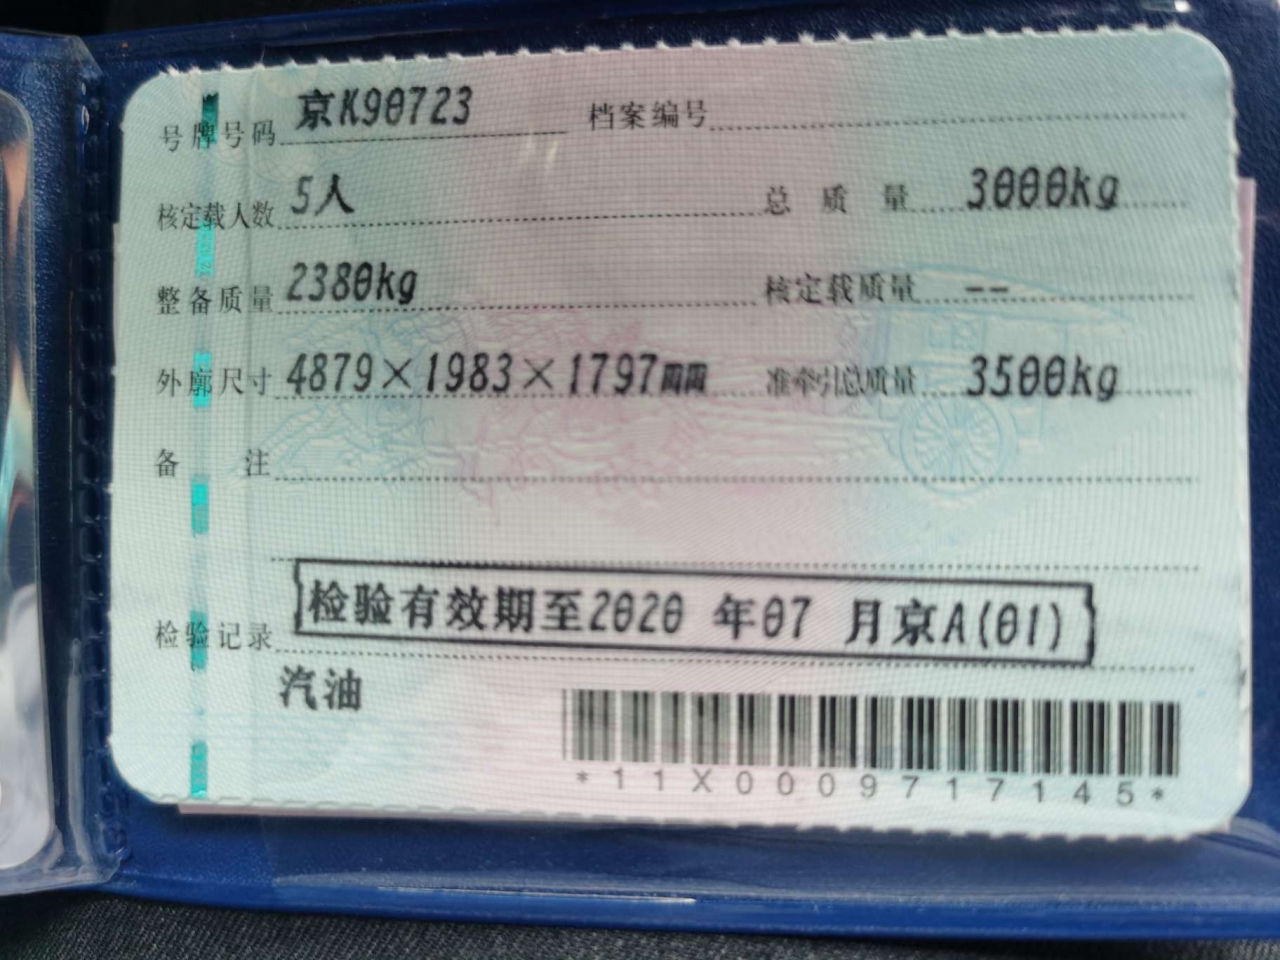 号牌号码 京K90723 档案编号
核定载人数 5人 总质量 3000kg
整备质量 2380kg 核定载质量 --
外廓尺寸 4879×1983×1797mm 准牵引总质量 3500kg
备注
检验记录 检验有效期至2020 年07 月京A(01)
汽油
*11X0009717145*